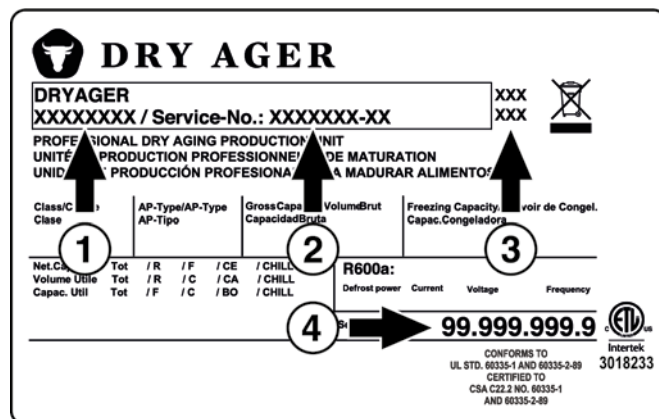 DRY AGER
DRYAGER
XXXXXXXX / Service-No.: XXXXXXX-XX
XXX
XXX
PROFESSIONAL DRY AGING PRODUCTION UNIT
PRODUCTION PROFESSIONNE DE MATURATION
PRODUCCIÓN PROFESIONA A MADURAR ALIMENTOS
Class/C e AP-Type/AP-Type GrossCapa VolumeBrut Freezing Capacity/ voir de Congel.
Clase AP-Tipo CapacidadBruta Capac.Congeladora
1 2 3
Net.Ca Tot / R / F / CE / CHILL R600a:
Volume Utile Tot / R / C / CA / CHILL Defrost power Current Voltage Frequency
Capac. Util Tot / F / C / BO / CHILL
4 99.999.999.9
C US
Intertek
3018233
CONFORMS TO
UL STD. 60335-1 AND 60335-2-89
CERTIFIED TO
CSA C22.2 NO. 60335-1
AND 60335-2-89